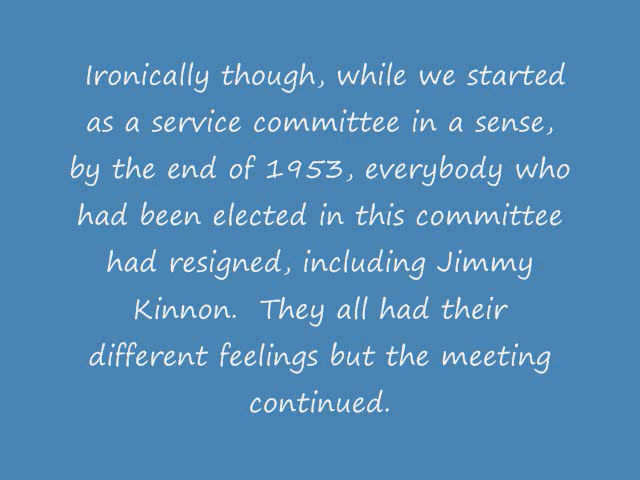 Ironically though, while we started
as a service committee in a sense,
by the end of 1953, everybody who
had been elected in this committee
had resigned, including Jimmy
Kinnon.  They all had their
different feelings but the meeting
continued.